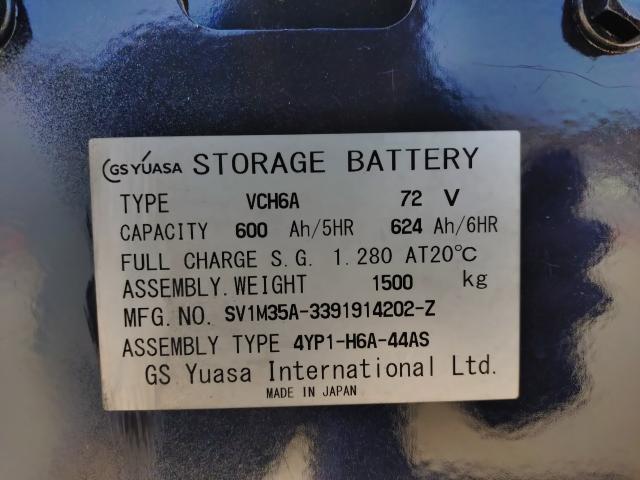 GS YUASA STORAGE BATTERY
TYPE VCH6A 72 V
CAPACITY 600 Ah/5HR 624 Ah/6HR
FULL CHARGE S.G. 1.280 AT20℃
ASSEMBLY.WEIGHT 1500 kg
MFG.NO. SV1M35A-3391914202-Z
ASSEMBLY TYPE 4YP1-H6A-44AS
GS Yuasa International Ltd.
MADE IN JAPAN